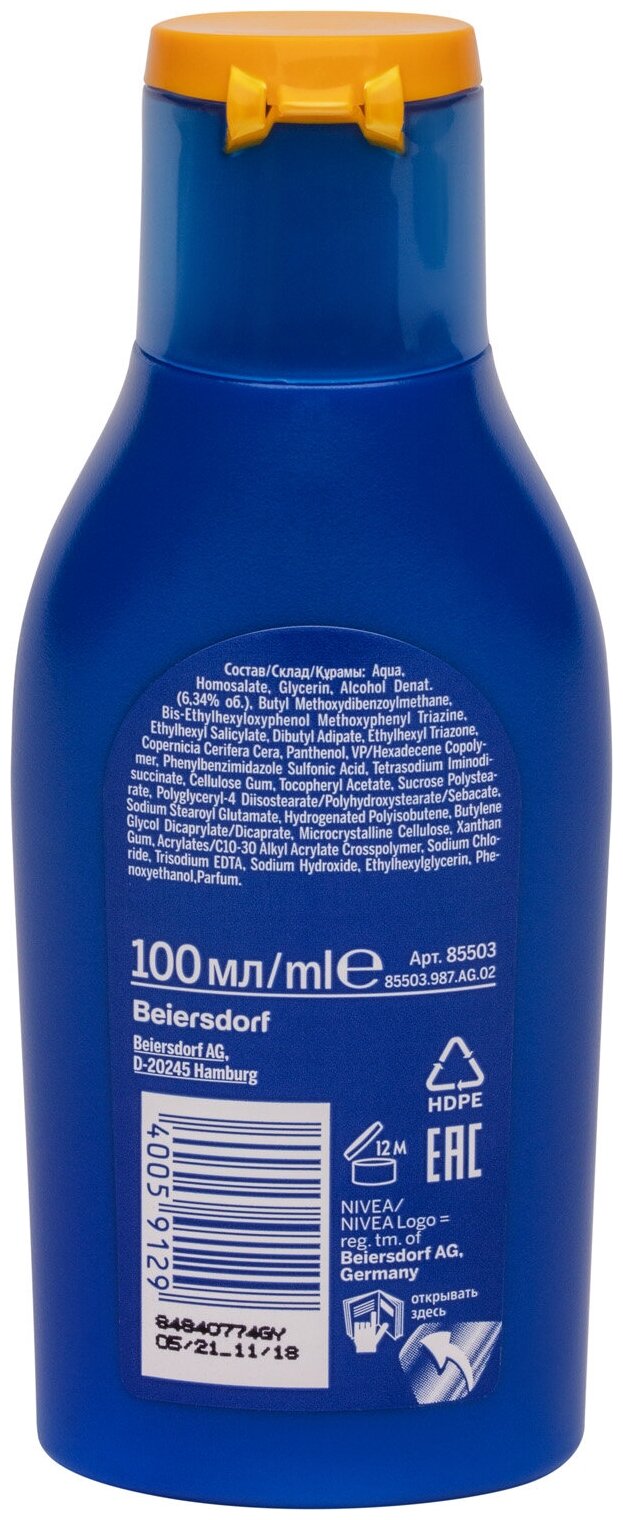 Состав/Склад/Құрамы: Aqua,
Homosalate, Glycerin, Alcohol Denat.
(6,34% об.), Butyl Methoxydibenzoylmethane,
Bis-Ethylhexyloxyphenol Methoxyphenyl Triazine,
Ethylhexyl Salicylate, Dibutyl Adipate, Ethylhexyl Triazone,
Copernicia Cerifera Cera, Panthenol, VP/Hexadecene Copoly-
mer, Phenylbenzimidazole Sulfonic Acid, Tetrasodium Iminodi-
succinate, Cellulose Gum, Tocopheryl Acetate, Sucrose Polystea-
rate, Polyglyceryl-4 Diisostearate/Polyhydroxystearate/Sebacate,
Sodium Stearoyl Glutamate, Hydrogenated Polyisobutene, Butylene
Glycol Dicaprylate/Dicaprate, Microcrystalline Cellulose, Xanthan
Gum, Acrylates/C10-30 Alkyl Acrylate Crosspolymer, Sodium Chlo-
ride, Trisodium EDTA, Sodium Hydroxide, Ethylhexylglycerin, Phe-
noxyethanol,Parfum.
100 мл/ml e
Арт. 85503
85503.987.AG.02
Beiersdorf
Beiersdorf AG,
D-20245 Hamburg
HDPE
4005 9129
12 M
EAC
NIVEA/
NIVEA Logo =
reg. tm. of
Beiersdorf AG,
Germany
84840774GY
05/21_11/18
открывать
здесь